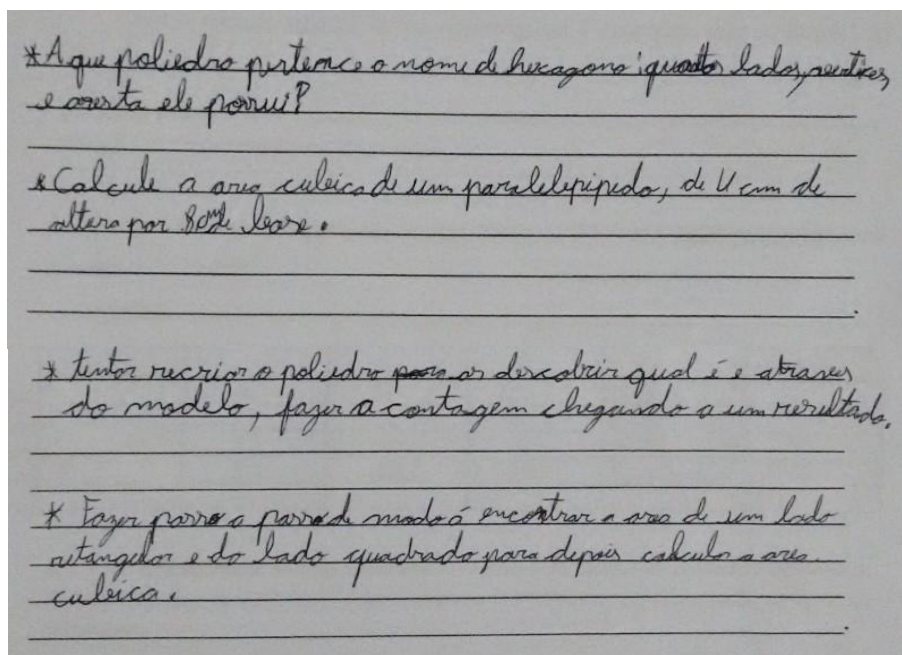 * A que poliedro pertence o nome de hexagono; quantos lados, vertices,
e aresta ele possui?
* Calcule a area cubica de um paralelepipedo, de 4 cm de
altura por 8cm de base.
* tentar recriar o poliedro para ao descobrir qual é e atraves
do modelo, fazer a contagem chegando a um resultado.
* Fazer passo a passo de modo á encontrar a area de um lado
retangular e do lado quadrado para depois calcular a area
cubica.